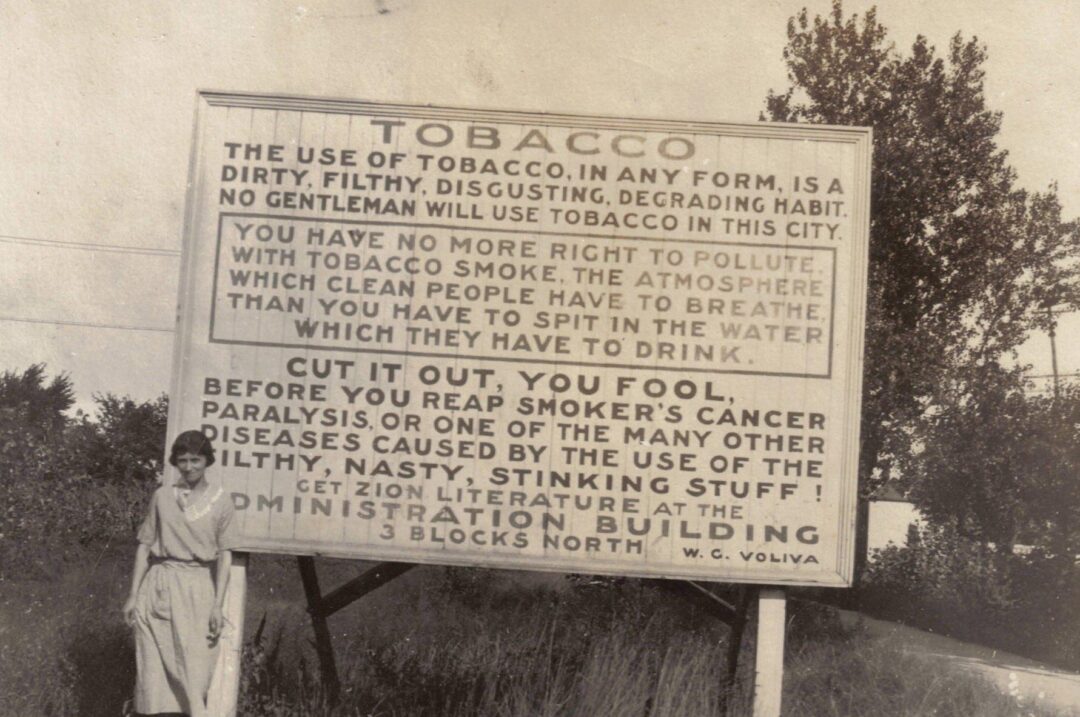 TOBACCO
THE USE OF TOBACCO, IN ANY FORM, IS A
DIRTY, FILTHY, DISGUSTING, DEGRADING HABIT.
NO GENTLEMAN WILL USE TOBACCO IN THIS CITY.
YOU HAVE NO MORE RIGHT TO POLLUTE,
WITH TOBACCO SMOKE, THE ATMOSPHERE
WHICH CLEAN PEOPLE HAVE TO BREATHE,
THAN YOU HAVE TO SPIT IN THE WATER
WHICH THEY HAVE TO DRINK.
CUT IT OUT, YOU FOOL,
BEFORE YOU REAP SMOKER'S CANCER
PARALYSIS, OR ONE OF THE MANY OTHER
DISEASES CAUSED BY THE USE OF THE
ILTHY, NASTY, STINKING STUFF!
GET ZION LITERATURE AT THE
DMINISTRATION BUILDING
3 BLOCKS NORTH W. G. VOLIVA